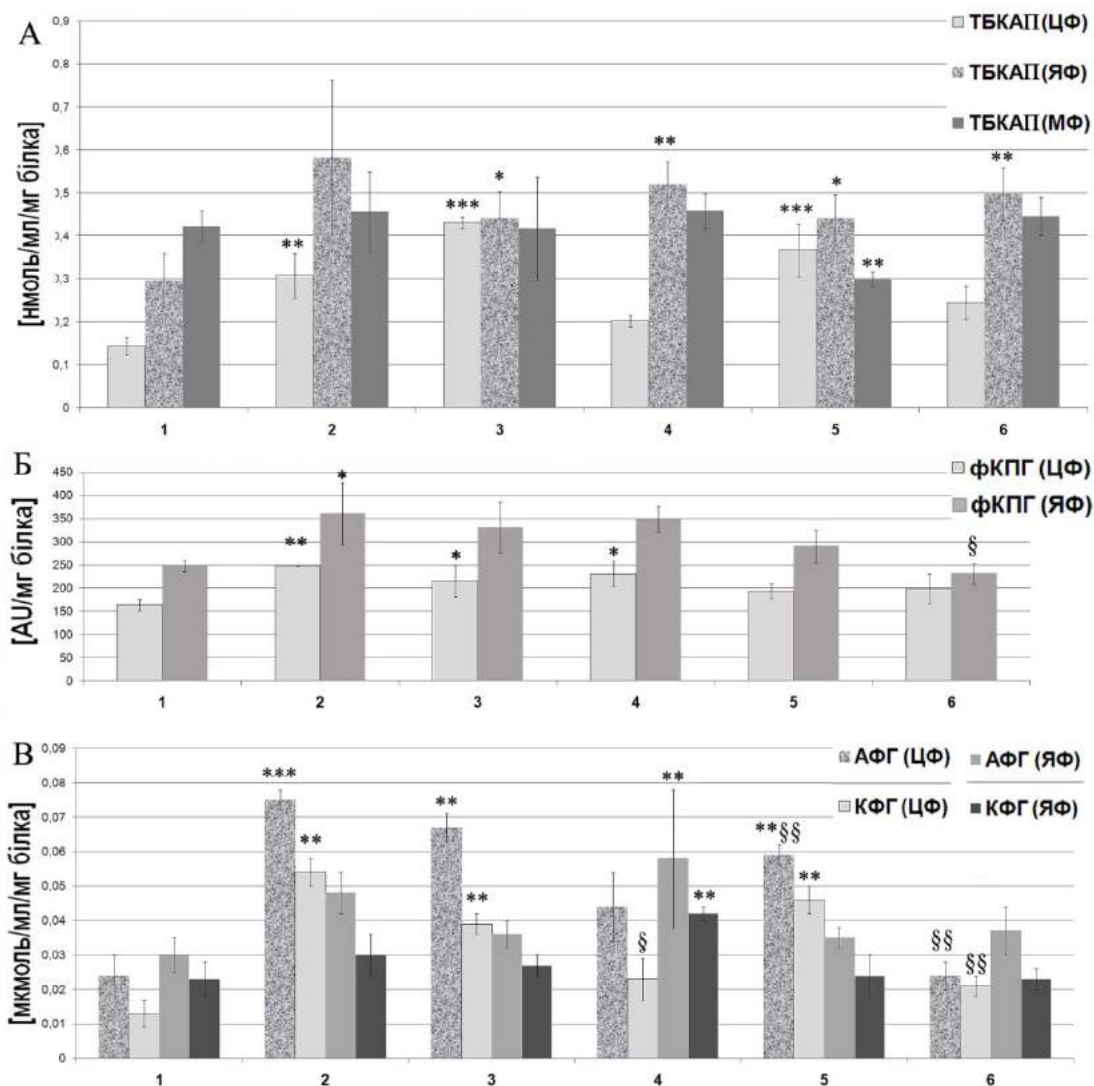 А
[нмоль/мл/мг білка]
0,9
0,8
0,7
0,6
0,5
0,4
0,3
0,2
0,1
0
ТБКАП(ЦФ)
ТБКАП(ЯФ)
ТБКАП(МФ)
** *** * ** *** * ** **
1 2 3 4 5 6
Б
[AU/мг білка]
450
400
350
300
250
200
150
100
50
0
фКПГ (ЦФ)
фКПГ (ЯФ)
** * * * §
1 2 3 4 5 6
В
[мкмоль/мл/мг білка]
0,09
0,08
0,07
0,06
0,05
0,04
0,03
0,02
0,01
0
АФГ (ЦФ) АФГ (ЯФ)
КФГ (ЦФ) КФГ (ЯФ)
*** ** ** ** § ** ** **§§ ** §§ §§
1 2 3 4 5 6